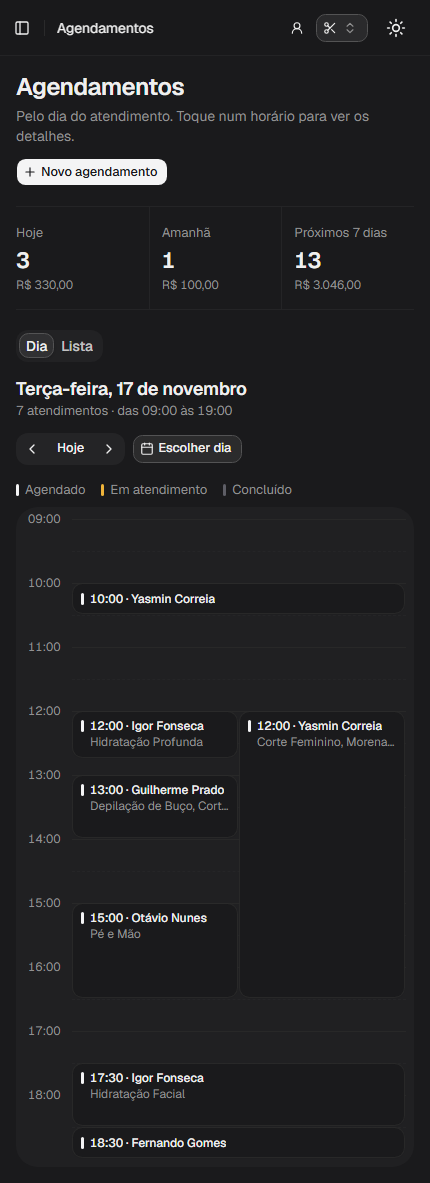 Agendamentos
Agendamentos
Pelo dia do atendimento. Toque num horário para ver os
detalhes.
Novo agendamento
Hoje
3
R$ 330,00
Amanhã
1
R$ 100,00
Próximos 7 dias
13
R$ 3.046,00
Dia Lista
Terça-feira, 17 de novembro
7 atendimentos · das 09:00 às 19:00
Hoje
Escolher dia
Agendado Em atendimento Concluído
09:00
10:00
10:00 · Yasmin Correia
11:00
12:00
12:00 · Igor Fonseca
Hidratação Profunda
12:00 · Yasmin Correia
Corte Feminino, Morena...
13:00
13:00 · Guilherme Prado
Depilação de Buço, Cort...
14:00
15:00
15:00 · Otávio Nunes
Pé e Mão
16:00
17:00
17:30 · Igor Fonseca
Hidratação Facial
18:00
18:30 · Fernando Gomes